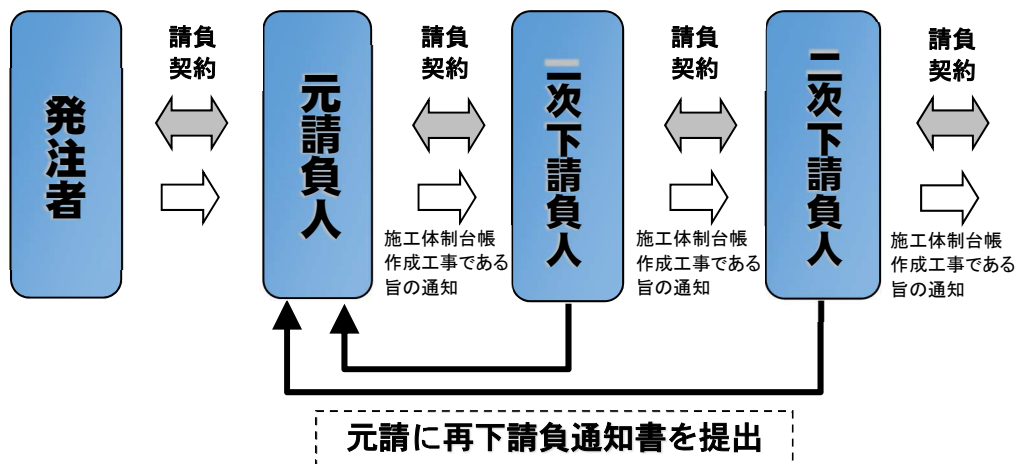 発注者
請負
契約
元請負人
請負
契約
施工体制台帳
作成工事である
旨の通知
一次下請負人
請負
契約
施工体制台帳
作成工事である
旨の通知
二次下請負人
請負
契約
施工体制台帳
作成工事である
旨の通知
元請に再下請負通知書を提出